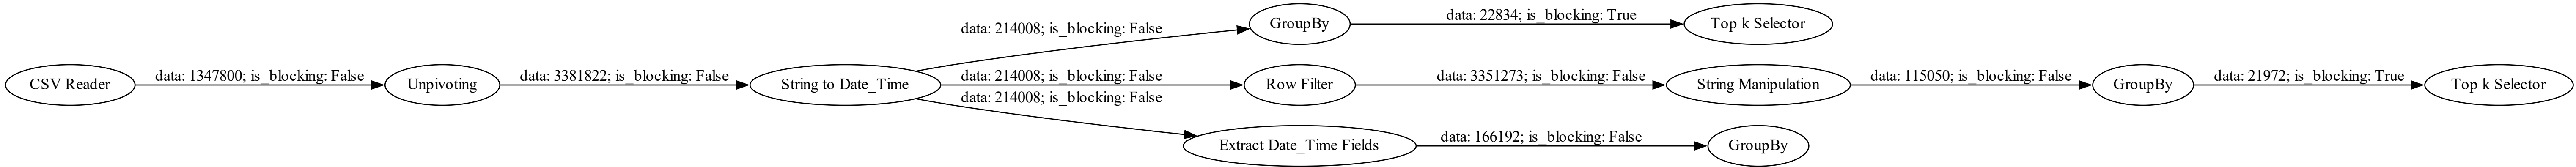 data: 22834; is_blocking: True
GroupBy
Top k Selector
data: 214008; is_blocking: False
CSV Reader
data: 1347800; is_blocking: False
Unpivoting
data: 3381822; is_blocking: False
String to Date_Time
data: 214008; is_blocking: False
Row Filter
data: 3351273; is_blocking: False
String Manipulation
data: 115050; is_blocking: False
GroupBy
data: 21972; is_blocking: True
Top k Selector
data: 214008; is_blocking: False
Extract Date_Time Fields
data: 166192; is_blocking: False
GroupBy